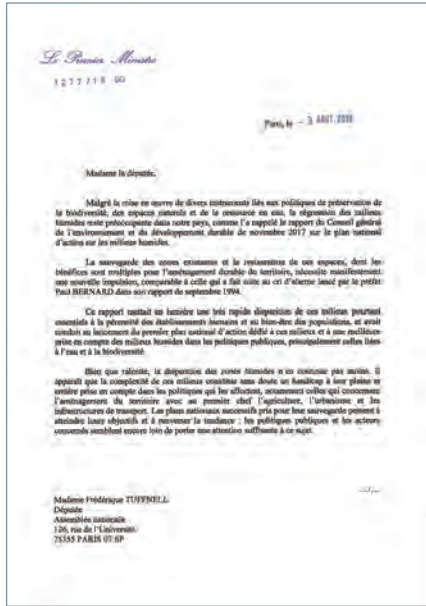 Le Premier Ministre
1277/18 SG
Paris, le - 3 AOUT 2018
Madame la députée,
Malgré la mise en œuvre de divers instruments liés aux politiques de préservation de
la biodiversité, des espaces naturels et de la ressource en eau, la régression des milieux
humides reste préoccupante dans notre pays, comme l'a rappelé le rapport du Conseil général
de l'environnement et du développement durable de novembre 2017 sur le plan national
d'action sur les milieux humides.
La sauvegarde des zones existantes et la restauration de ces espaces, dont les
bénéfices sont multiples pour l'aménagement durable du territoire, nécessite manifestement
une nouvelle impulsion, comparable à celle qui a fait suite au cri d'alarme lancé par le préfet
Paul BERNARD dans son rapport de septembre 1994.
Ce rapport mettait en lumière une très rapide disparition de ces milieux pourtant
essentiels à la pérennité des établissements humains et au bien-être des populations, et avait
conduit au lancement du premier plan national d'action dédié à ces milieux et à une meilleure
prise en compte des milieux humides dans les politiques publiques, principalement celles liées
à l'eau et à la biodiversité.
Bien que ralentie, la disparition des zones humides n'en continue pas moins. Il
apparaît que la complexité de ces milieux constitue sans doute un handicap à leur pleine et
entière prise en compte dans les politiques qui les affectent, notamment celles qui concernent
l'aménagement du territoire avec au premier chef l'agriculture, l'urbanisme et les
infrastructures de transport. Les plans nationaux successifs pris pour leur sauvegarde peinent à
atteindre leurs objectifs et à renverser la tendance ; les politiques publiques et les acteurs
concernés semblent encore loin de porter une attention suffisante à ce sujet.
Madame Frédérique TUFFNELL
Députée
Assemblée nationale
126, rue de l'Université
75355 PARIS 07 SP